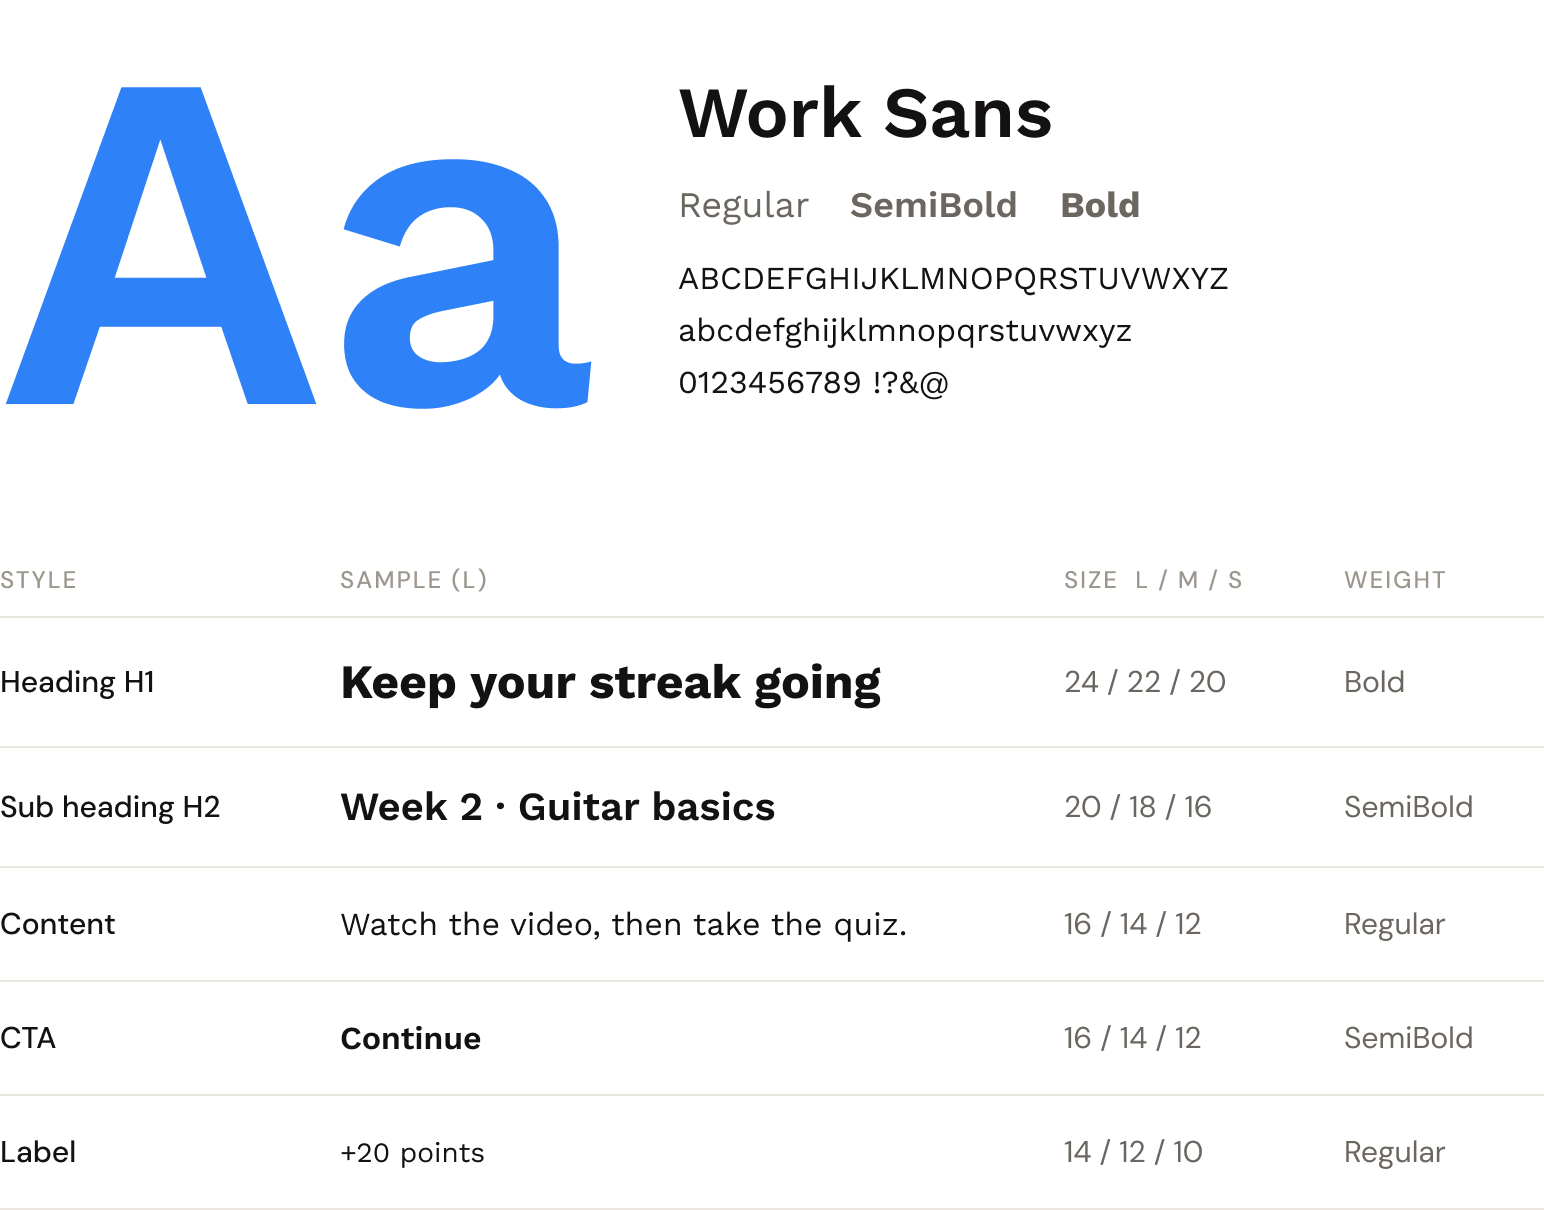 Aa
Work Sans
Regular SemiBold Bold
ABCDEFGHIJKLMNOPQRSTUVWXYZ
abcdefghijklmnopqrstuvwxyz
0123456789 !?&@
STYLE SAMPLE (L) SIZE L / M / S WEIGHT
Heading H1 Keep your streak going 24 / 22 / 20 Bold
Sub heading H2 Week 2 · Guitar basics 20 / 18 / 16 SemiBold
Content Watch the video, then take the quiz. 16 / 14 / 12 Regular
CTA Continue 16 / 14 / 12 SemiBold
Label +20 points 14 / 12 / 10 Regular